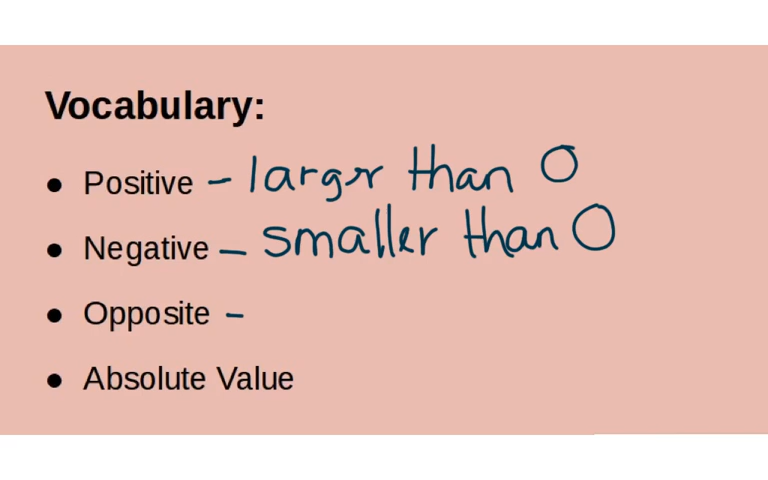 Vocabulary:
● Positive – larger than 0
● Negative – smaller than 0
● Opposite –
● Absolute Value